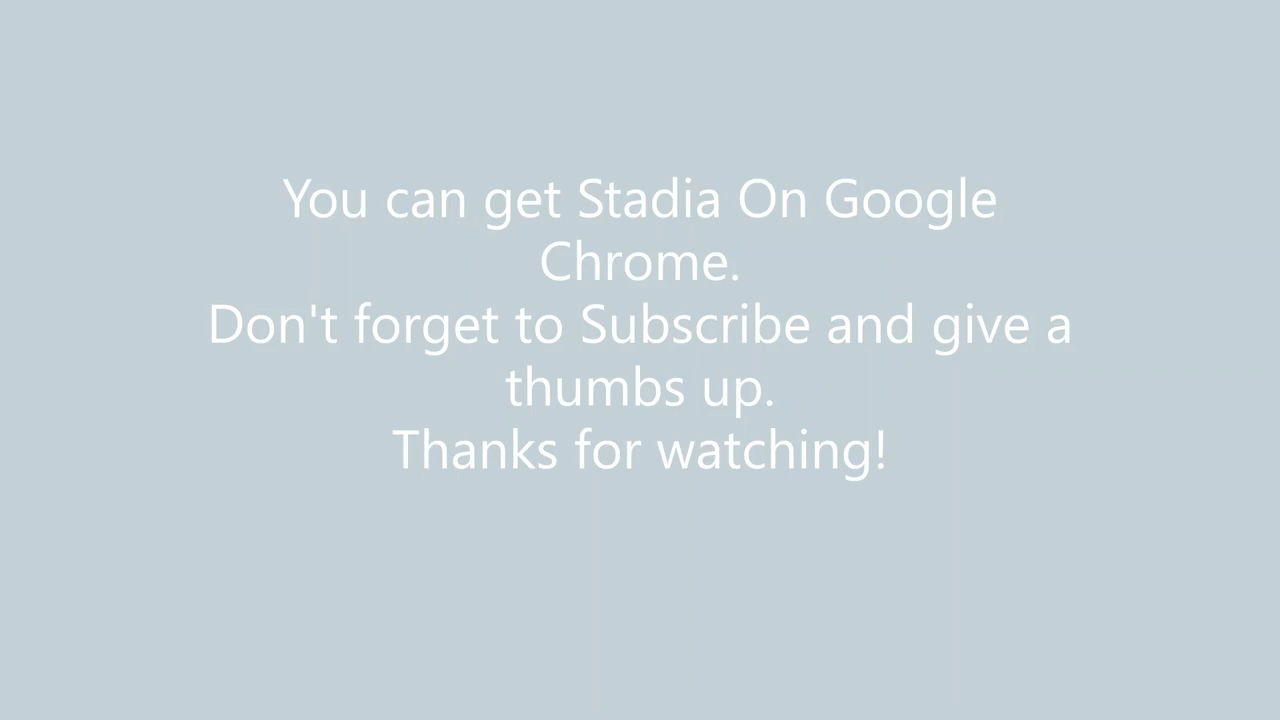 You can get Stadia On Google
Chrome.
Don't forget to Subscribe and give a
thumbs up.
Thanks for watching!